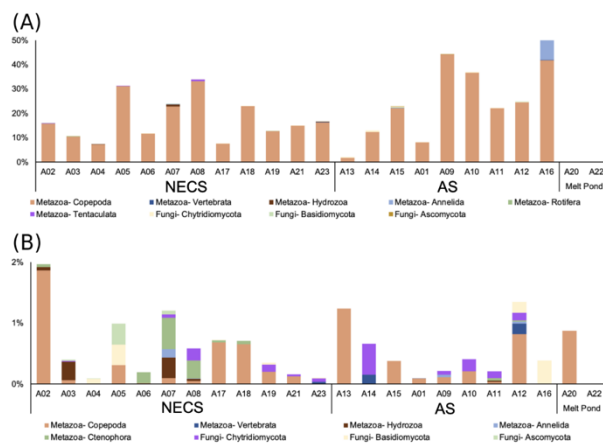 (A)
50%
40%
30%
20%
10%
0%
A02 A03 A04 A05 A06 A07 A08 A17 A18 A19 A21 A23 A13 A14 A15 A01 A09 A10 A11 A12 A16 A20 A22
NECS AS Melt Pond
Metazoa- Copepoda Metazoa- Vertebrata Metazoa- Hydrozoa Metazoa- Annelida Metazoa- Rotifera
Metazoa- Tentaculata Fungi- Chytridiomycota Fungi- Basidiomycota Fungi- Ascomycota
(B)
2%
1%
0%
A02 A03 A04 A05 A06 A07 A08 A17 A18 A19 A21 A23 A13 A14 A15 A01 A09 A10 A11 A12 A16 A20 A22
NECS AS Melt Pond
Metazoa- Copepoda Metazoa- Vertebrata Metazoa- Hydrozoa Metazoa- Annelida
Metazoa- Ctenophora Fungi- Chytridiomycota Fungi- Basidiomycota Fungi- Ascomycota